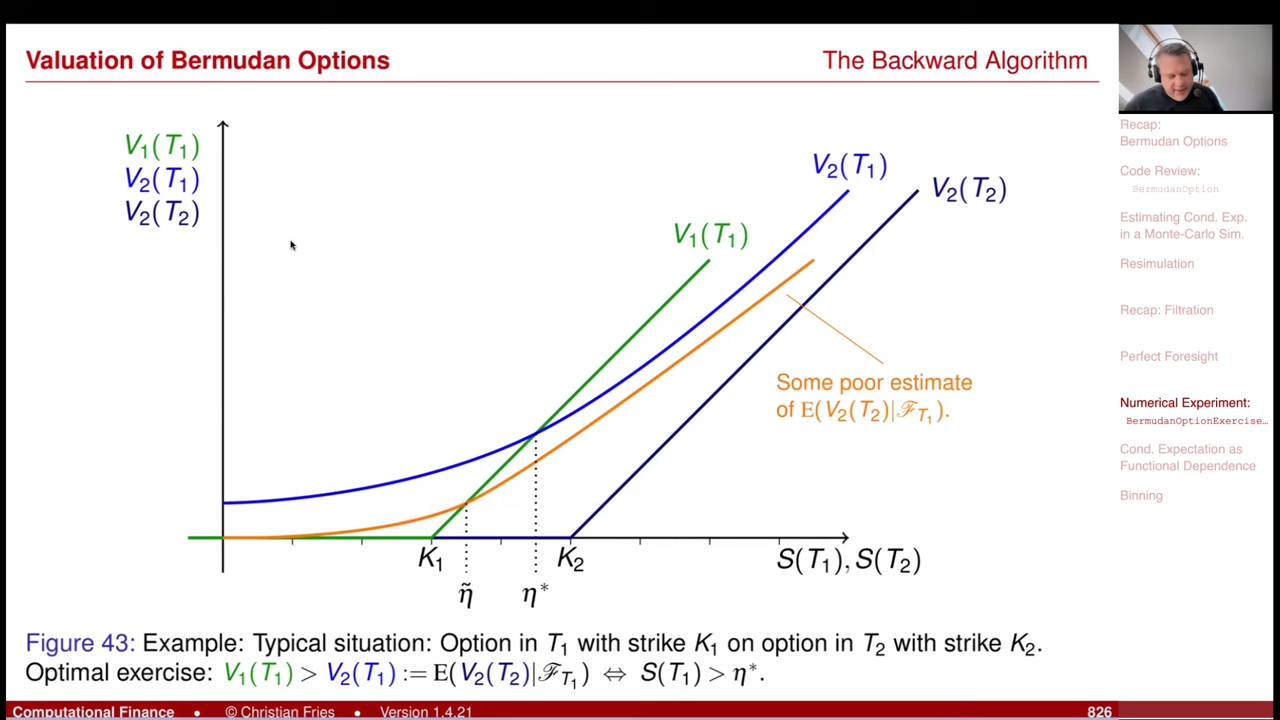 Valuation of Bermudan Options
The Backward Algorithm
V₁(T₁)
V₂(T₁)
V₂(T₂)
V₁(T₁)
V₂(T₁)
V₂(T₂)
Some poor estimate
of E(V₂(T₂)|ℱ_T₁).
K₁
K₂
S(T₁), S(T₂)
η̃
η*
Figure 43: Example: Typical situation: Option in T₁ with strike K₁ on option in T₂ with strike K₂.
Optimal exercise: V₁(T₁) > V₂(T₁) := E(V₂(T₂)|ℱ_T₁) ⇔ S(T₁) > η*.
Recap:
Bermudan Options
Code Review:
BermudanOption
Estimating Cond. Exp.
in a Monte-Carlo Sim.
Resimulation
Recap: Filtration
Perfect Foresight
Numerical Experiment:
BermudanOptionExercise…
Cond. Expectation as
Functional Dependence
Binning
Computational Finance • © Christian Fries • Version 1.4.21
826